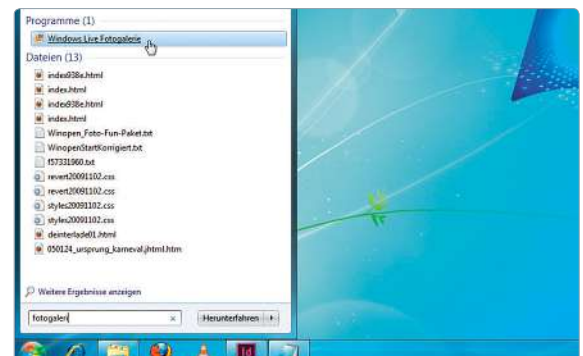 Programme (1)
Windows Live Fotogalerie
Dateien (13)
index938e.html
index.html
index938e.html
index.html
Winopen_Foto-Fun-Paket.txt
WinopenStartKorrigiert.txt
f57331960.txt
revert20091102.css
revert20091102.css
styles20091102.css
styles20091102.css
deinterlade01.html
050124_ursprung_karneval.jhtml.htm
Weitere Ergebnisse anzeigen
fotogaleri
Herunterfahren
Id